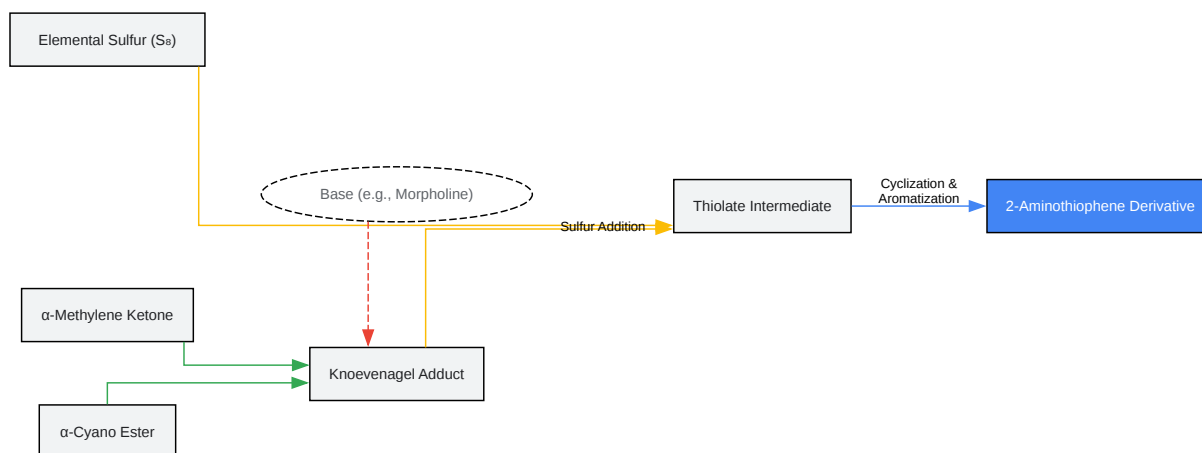 Elemental Sulfur (S₈)
Base (e.g., Morpholine)
Sulfur Addition
Thiolate Intermediate
Cyclization &
Aromatization
2-Aminothiophene Derivative
α-Methylene Ketone
Knoevenagel Adduct
α-Cyano Ester